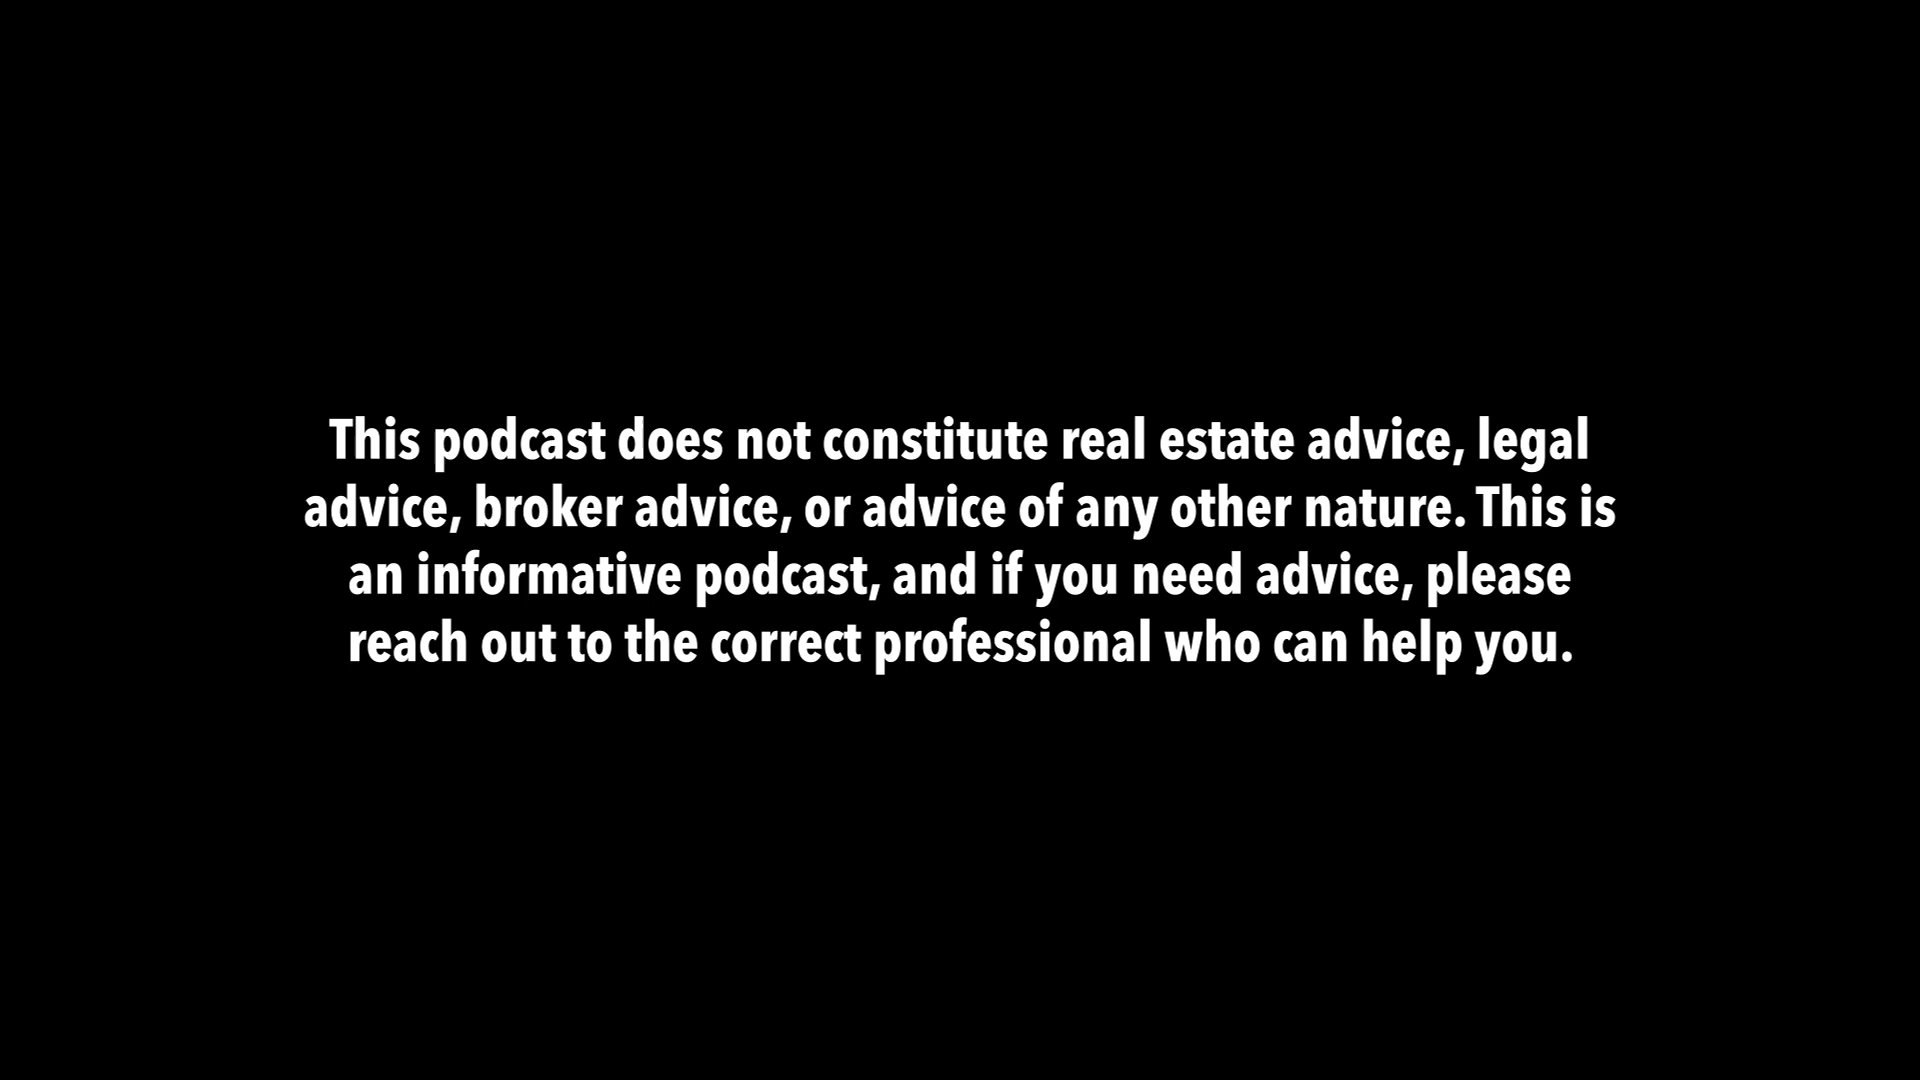 This podcast does not constitute real estate advice, legal
advice, broker advice, or advice of any other nature. This is
an informative podcast, and if you need advice, please
reach out to the correct professional who can help you.